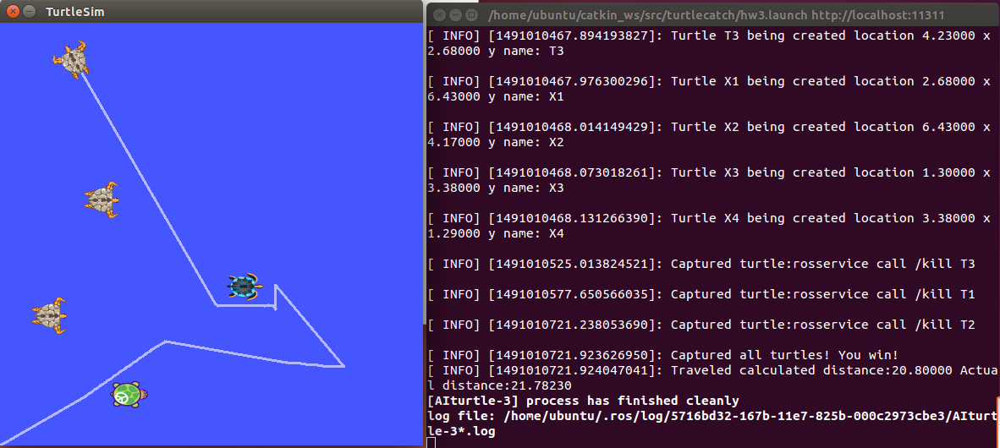 TurtleSim
/home/ubuntu/catkin_ws/src/turtlecatch/hw3.launch http://localhost:11311
[ INFO] [1491010467.894193827]: Turtle T3 being created location 4.23000 x
2.68000 y name: T3
[ INFO] [1491010467.976300296]: Turtle X1 being created location 2.68000 x
6.43000 y name: X1
[ INFO] [1491010468.014149429]: Turtle X2 being created location 6.43000 x
4.17000 y name: X2
[ INFO] [1491010468.073018261]: Turtle X3 being created location 1.30000 x
3.38000 y name: X3
[ INFO] [1491010468.131266390]: Turtle X4 being created location 3.38000 x
1.29000 y name: X4
[ INFO] [1491010525.013824521]: Captured turtle:rosservice call /kill T3
[ INFO] [1491010577.650566035]: Captured turtle:rosservice call /kill T1
[ INFO] [1491010721.238053690]: Captured turtle:rosservice call /kill T2
[ INFO] [1491010721.923626950]: Captured all turtles! You win!
[ INFO] [1491010721.924047041]: Traveled calculated distance:20.80000 Actua
l distance:21.78230
[AIturtle-3] process has finished cleanly
log file: /home/ubuntu/.ros/log/5716bd32-167b-11e7-825b-000c2973cbe3/AIturt
le-3*.log